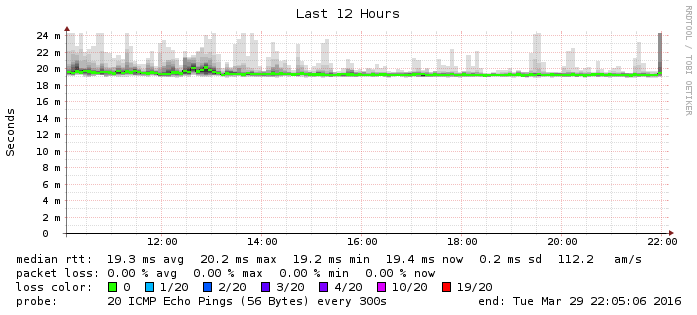 Last 12 Hours
RRDTOOL / TOBI OETIKER
Seconds
24 m
22 m
20 m
18 m
16 m
14 m
12 m
10 m
8 m
6 m
4 m
2 m
0
12:00 14:00 16:00 18:00 20:00 22:00
median rtt: 19.3 ms avg 20.2 ms max 19.2 ms min 19.4 ms now 0.2 ms sd 112.2 am/s
packet loss: 0.00 % avg 0.00 % max 0.00 % min 0.00 % now
loss color: 0 1/20 2/20 3/20 4/20 10/20 19/20
probe: 20 ICMP Echo Pings (56 Bytes) every 300s end: Tue Mar 29 22:05:06 2016